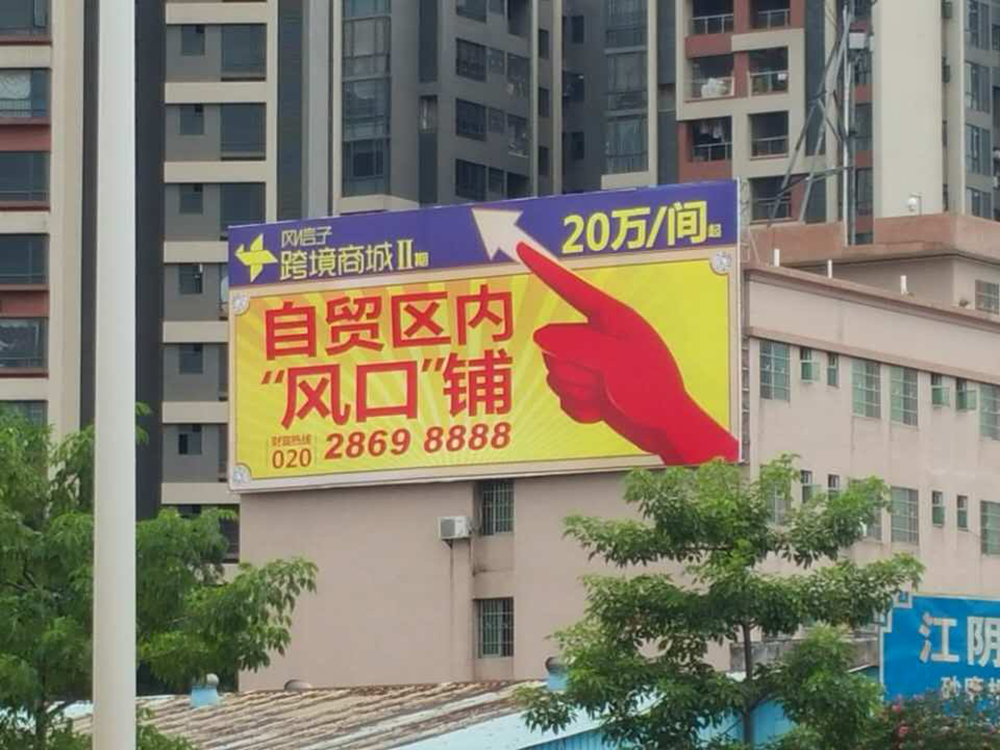 风信子
跨境商城II期
20万/间起
自贸区内
"风口"铺
财富热线
020 2869 8888
江阴